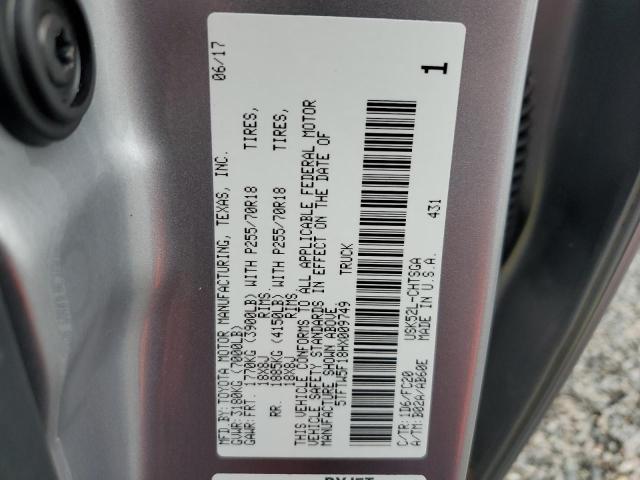 MFD.BY: TOYOTA MOTOR MANUFACTURING, TEXAS, INC. 06/17
GVWR: 3180KG (7000LB)
GAWR: FRT. 1770KG (3900LB) WITH P255/70R18 TIRES,
18X8J RIMS,
RR. 1885KG (4150LB) WITH P255/70R18 TIRES,
18X8J RIMS,
THIS VEHICLE CONFORMS TO ALL APPLICABLE FEDERAL MOTOR
VEHICLE SAFETY STANDARDS IN EFFECT ON THE DATE OF
MANUFACTURE SHOWN ABOVE.
5TFTW5F18HX009749 TRUCK
1
C/TR: 1D6/FC20 USK52L-CHTSGA 431
A/TM: B02A/AB60E MADE IN U.S.A.